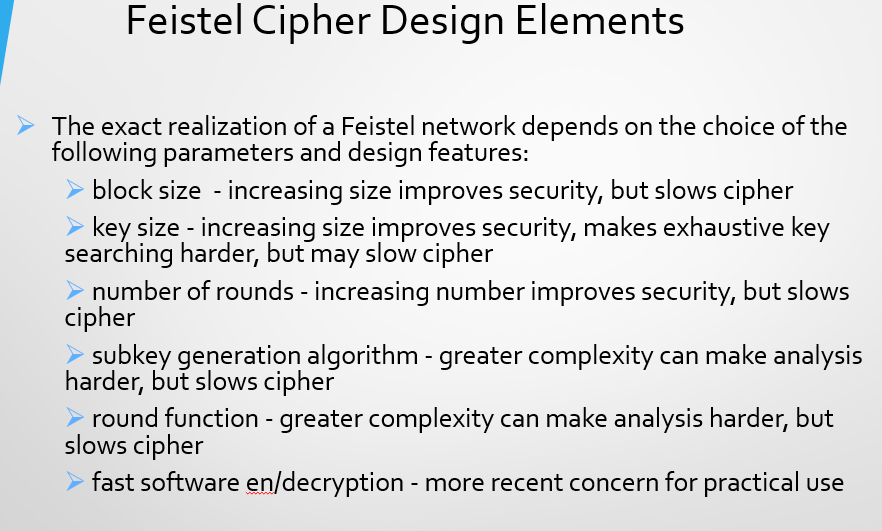 Feistel Cipher Design Elements
The exact realization of a Feistel network depends on the choice of the
following parameters and design features:
block size - increasing size improves security, but slows cipher
key size - increasing size improves security, makes exhaustive key
searching harder, but may slow cipher
number of rounds - increasing number improves security, but slows
cipher
subkey generation algorithm - greater complexity can make analysis
harder, but slows cipher
round function - greater complexity can make analysis harder, but
slows cipher
fast software en/decryption - more recent concern for practical use